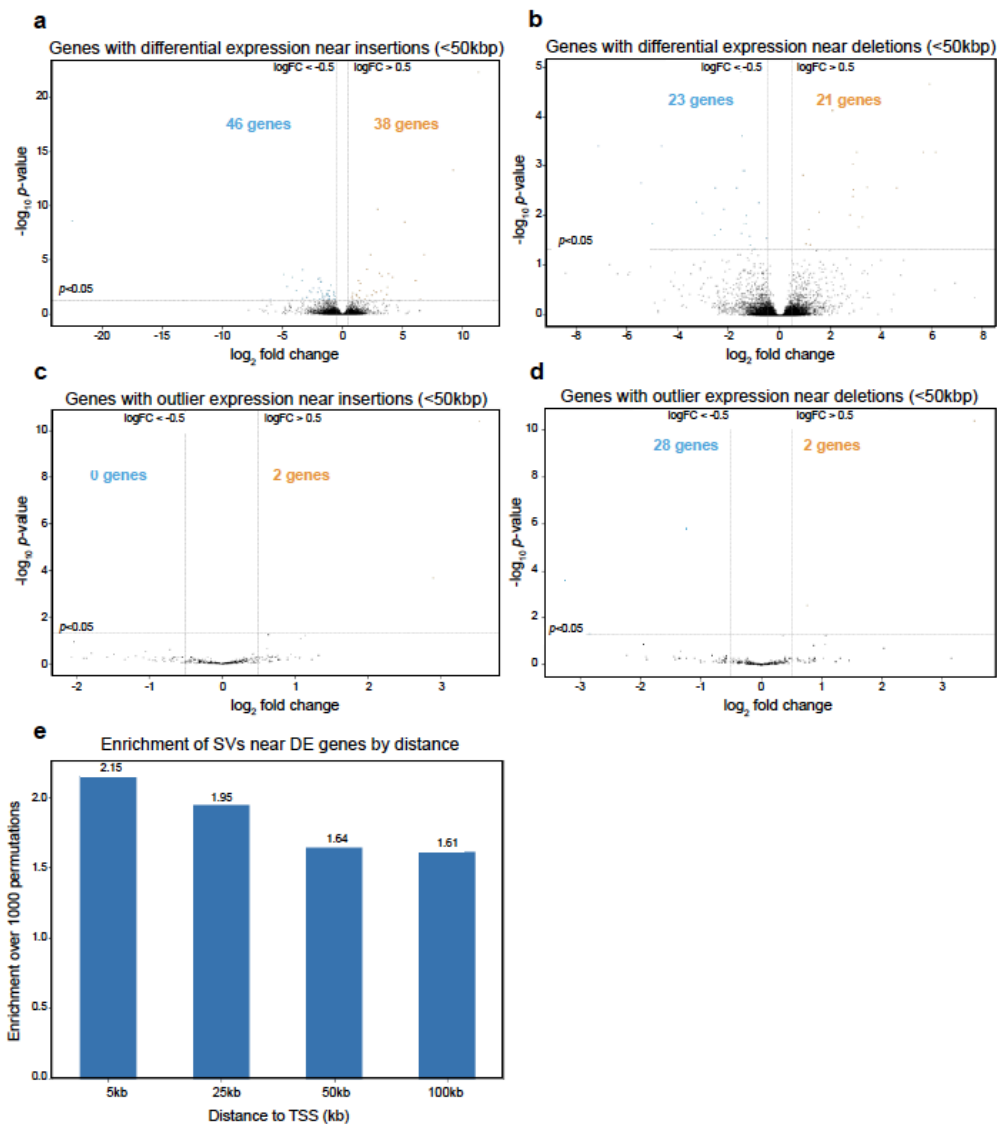 a
Genes with differential expression near insertions (<50kbp)
logFC < -0.5
logFC > 0.5
46 genes
38 genes
p<0.05
20
15
10
5
0
-20
-15
-10
-5
0
5
10
-log10 p-value
log2 fold change
b
Genes with differential expression near deletions (<50kbp)
logFC < -0.5
logFC > 0.5
23 genes
21 genes
p<0.05
5
4
3
2
1
0
-8
-6
-4
-2
0
2
4
6
8
-log10 p-value
log2 fold change
c
Genes with outlier expression near insertions (<50kbp)
logFC < -0.5
logFC > 0.5
0 genes
2 genes
p<0.05
10
8
6
4
2
0
-2
-1
0
1
2
3
-log10 p-value
log2 fold change
d
Genes with outlier expression near deletions (<50kbp)
logFC < -0.5
logFC > 0.5
28 genes
2 genes
p<0.05
10
8
6
4
2
0
-3
-2
-1
0
1
2
3
-log10 p-value
log2 fold change
e
Enrichment of SVs near DE genes by distance
2.15
1.95
1.64
1.61
2.0
1.5
1.0
0.5
0.0
Enrichment over 1000 permutations
5kb
25kb
50kb
100kb
Distance to TSS (kb)